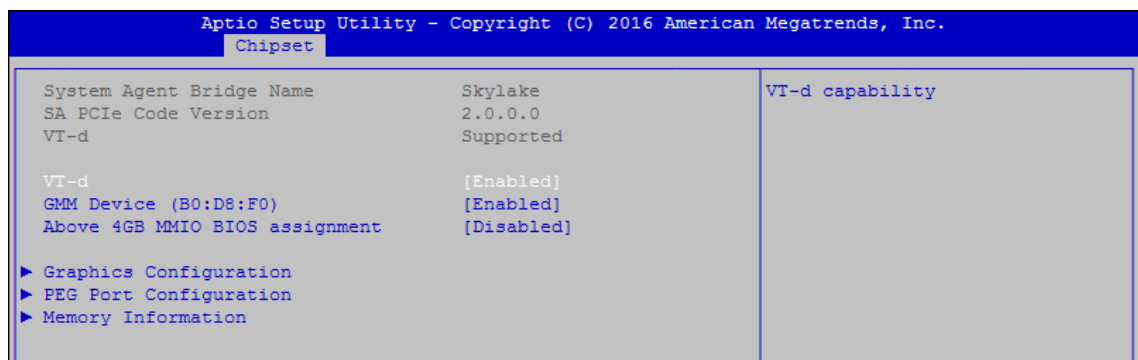 Aptio Setup Utility - Copyright (C) 2016 American Megatrends, Inc.
Chipset
System Agent Bridge Name Skylake VT-d capability
SA PCIe Code Version 2.0.0.0
VT-d Supported
VT-d [Enabled]
GMM Device (B0:D8:F0) [Enabled]
Above 4GB MMIO BIOS assignment [Disabled]
► Graphics Configuration
► PEG Port Configuration
► Memory Information